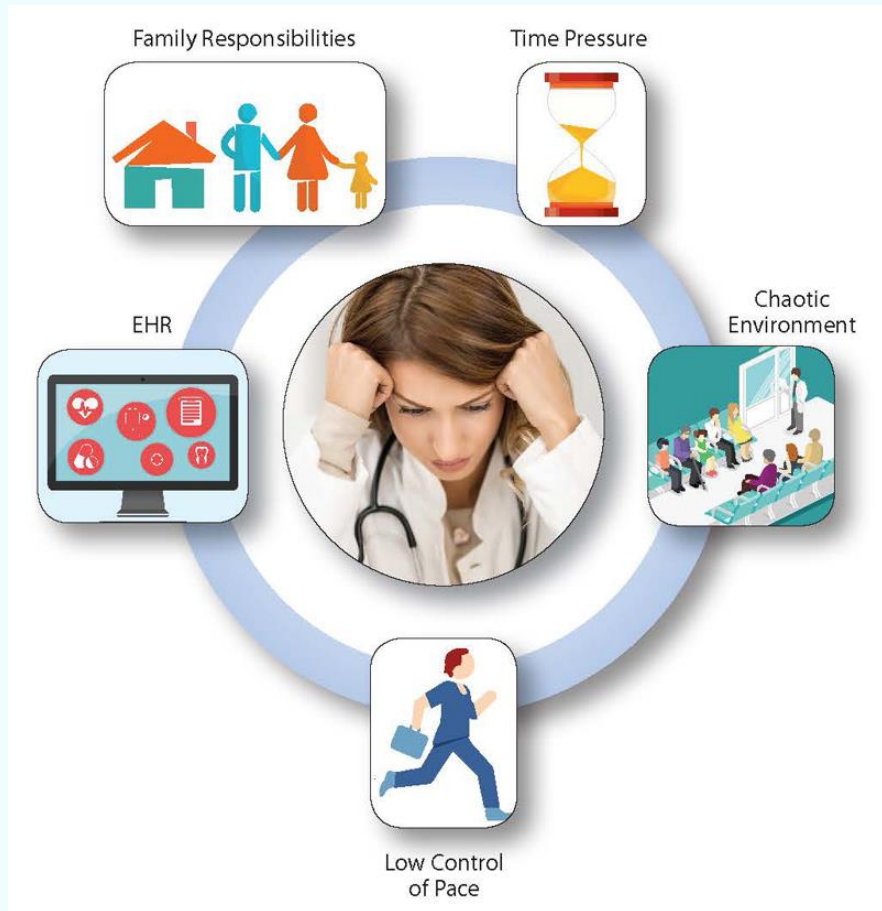 Family Responsibilities
Time Pressure
EHR
Chaotic
Environment
Low Control
of Pace